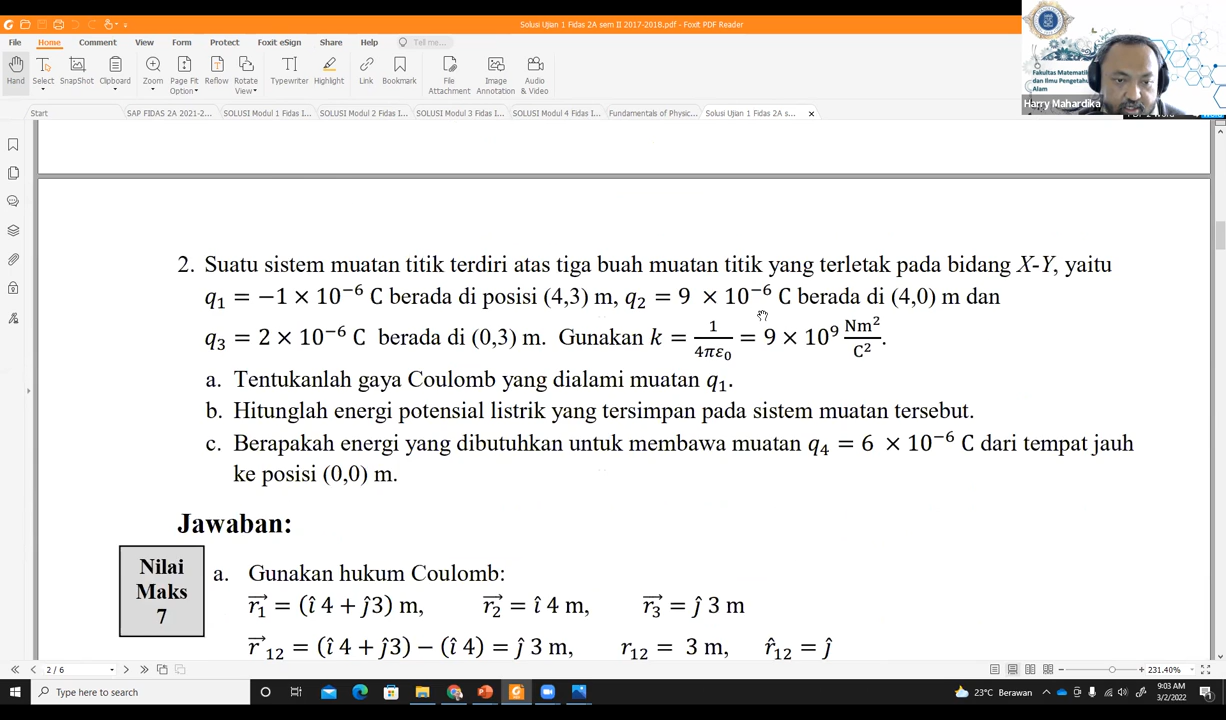 Solusi Ujian 1 Fidas 2A sem II 2017-2018.pdf - Foxit PDF Reader
File Home Comment View Form Protect Foxit eSign Share Help Tell me...
Hand Select SnapShot Clipboard Zoom Page Fit Option Reflow Rotate View Typewriter Highlight Link Bookmark File Attachment Image Annotation Audio & Video
Fakultas Matematik
dan Ilmu Pengetahu
Alam
Harry Mahardika
Start SAP FIDAS 2A 2021-2... SOLUSI Modul 1 Fidas I... SOLUSI Modul 2 Fidas I... SOLUSI Modul 3 Fidas I... SOLUSI Modul 4 Fidas I... Fundamentals of Physic... Solusi Ujian 1 Fidas 2A s...
2. Suatu sistem muatan titik terdiri atas tiga buah muatan titik yang terletak pada bidang X-Y, yaitu
q₁ = −1 × 10⁻⁶ C berada di posisi (4,3) m, q₂ = 9 × 10⁻⁶ C berada di (4,0) m dan
q₃ = 2 × 10⁻⁶ C berada di (0,3) m. Gunakan k = 1/(4πε₀) = 9 × 10⁹ Nm²/C².
a. Tentukanlah gaya Coulomb yang dialami muatan q₁.
b. Hitunglah energi potensial listrik yang tersimpan pada sistem muatan tersebut.
c. Berapakah energi yang dibutuhkan untuk membawa muatan q₄ = 6 × 10⁻⁶ C dari tempat jauh
ke posisi (0,0) m.
Jawaban:
Nilai
Maks
7
a. Gunakan hukum Coulomb:
r⃗₁ = (î 4 + ĵ3) m, r⃗₂ = î 4 m, r⃗₃ = ĵ 3 m
r⃗₁₂ = (î 4 + ĵ3) − (î 4) = ĵ 3 m, r₁₂ = 3 m, r̂₁₂ = ĵ
2 / 6 231.40%
Type here to search 23°C Berawan 9:03 AM
3/2/2022